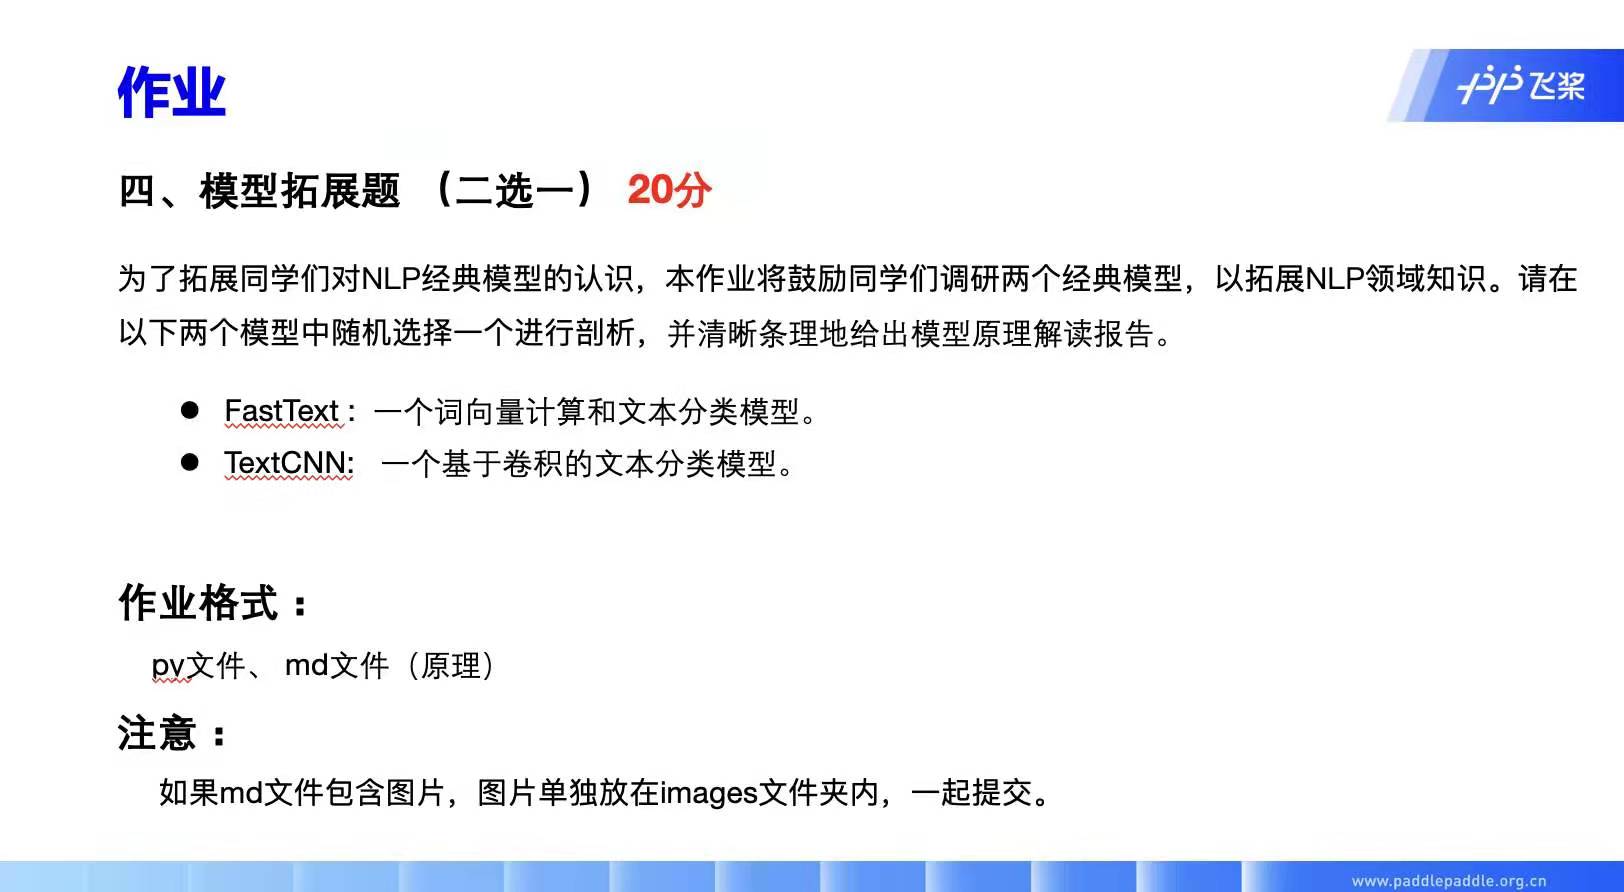 作业
飞桨
四、模型拓展题 （二选一） 20分
为了拓展同学们对NLP经典模型的认识，本作业将鼓励同学们调研两个经典模型，以拓展NLP领域知识。请在
以下两个模型中随机选择一个进行剖析，并清晰条理地给出模型原理解读报告。
● FastText： 一个词向量计算和文本分类模型。
● TextCNN: 一个基于卷积的文本分类模型。
作业格式：
py文件、 md文件（原理）
注意：
如果md文件包含图片，图片单独放在images文件夹内，一起提交。
www.paddlepaddle.org.cn